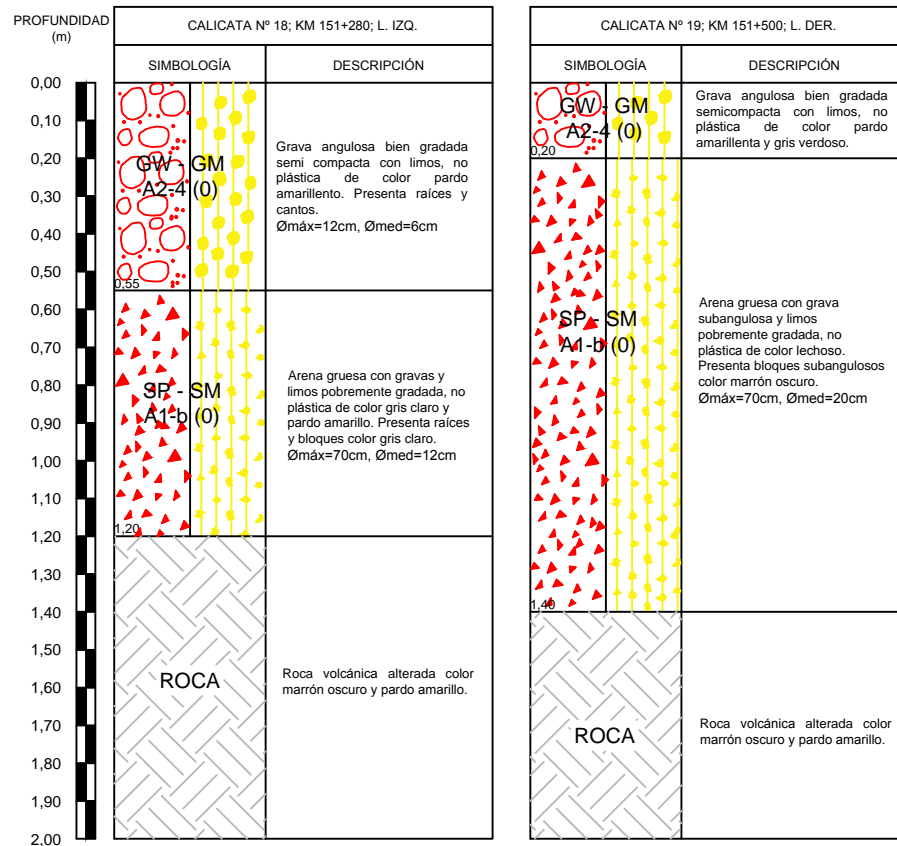 PROFUNDIDAD
(m)
0,00
0,10
0,20
0,30
0,40
0,50
0,60
0,70
0,80
0,90
1,00
1,10
1,20
1,30
1,40
1,50
1,60
1,70
1,80
1,90
2,00
CALICATA Nº 18; KM 151+280; L. IZQ.
SIMBOLOGÍA
DESCRIPCIÓN
GW - GM
A2-4 (0)
0,55
Grava angulosa bien gradada
semi compacta con limos, no
plástica de color pardo
amarillento. Presenta raíces y
cantos.
Ømáx=12cm, Ømed=6cm
SP - SM
A1-b (0)
1,20
Arena gruesa con gravas y
limos pobremente gradada, no
plástica de color gris claro y
pardo amarillo. Presenta raíces
y bloques color gris claro.
Ømáx=70cm, Ømed=12cm
ROCA
Roca volcánica alterada color
marrón oscuro y pardo amarillo.
CALICATA Nº 19; KM 151+500; L. DER.
SIMBOLOGÍA
DESCRIPCIÓN
GW - GM
A2-4 (0)
0,20
Grava angulosa bien gradada
semicompacta con limos, no
plástica de color pardo
amarillenta y gris verdoso.
SP - SM
A1-b (0)
1,40
Arena gruesa con grava
subangulosa y limos
pobremente gradada, no
plástica de color lechoso.
Presenta bloques subangulosos
color marrón oscuro.
Ømáx=70cm, Ømed=20cm
ROCA
Roca volcánica alterada color
marrón oscuro y pardo amarillo.